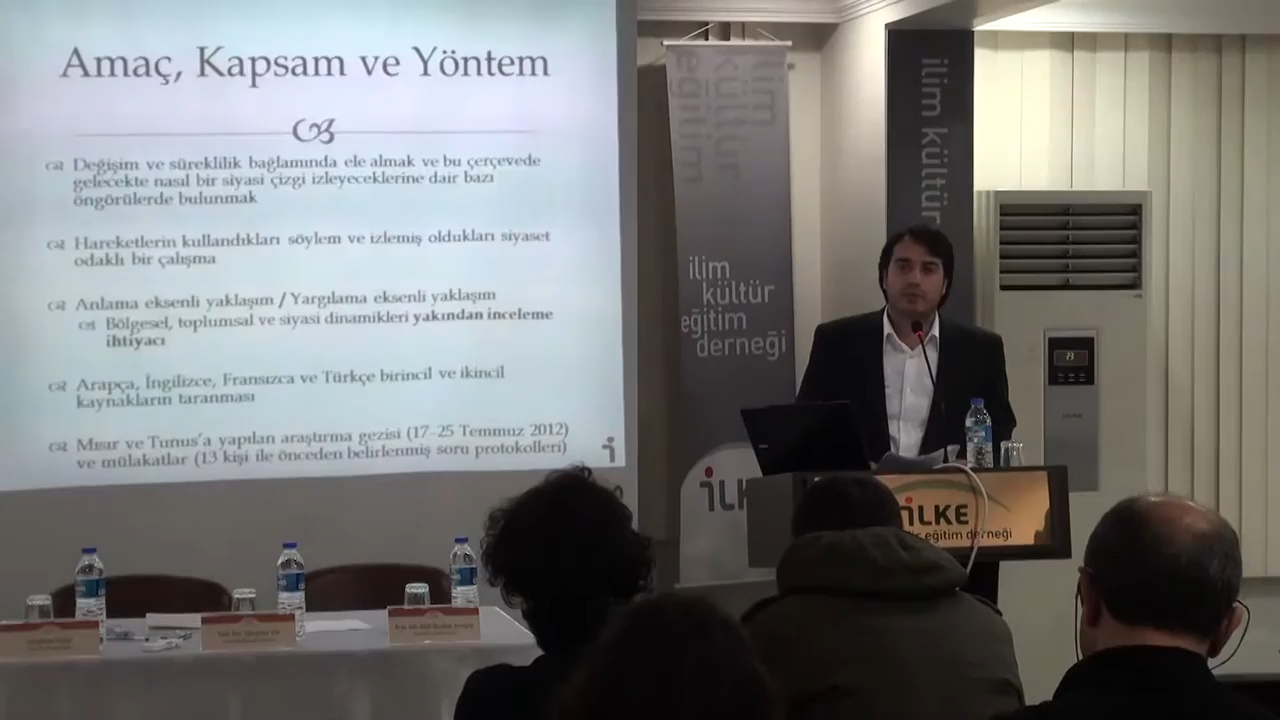 Amaç, Kapsam ve Yöntem
Değişim ve süreklilik bağlamında ele almak ve bu çerçevede
gelecekte nasıl bir siyasi çizgi izleyeceklerine dair bazı
öngörülerde bulunmak
Hareketlerin kullandıkları söylem ve izlemiş oldukları siyaset
odaklı bir çalışma
Anlama eksenli yaklaşım / Yargılama eksenli yaklaşım
Bölgesel, toplumsal ve siyasi dinamikleri yakından inceleme
ihtiyacı
Arapça, İngilizce, Fransızca ve Türkçe birincil ve ikincil
kaynakların taranması
Mısır ve Tunus'a yapılan araştırma gezisi (17-25 Temmuz 2012)
ve mülakatlar (13 kişi ile önceden belirlenmiş soru protokolleri)
ilim
kültür
eğitim
ilim
kültür
eğitim
derneği
ilim kültür
23
İLKE
eğitim derneği